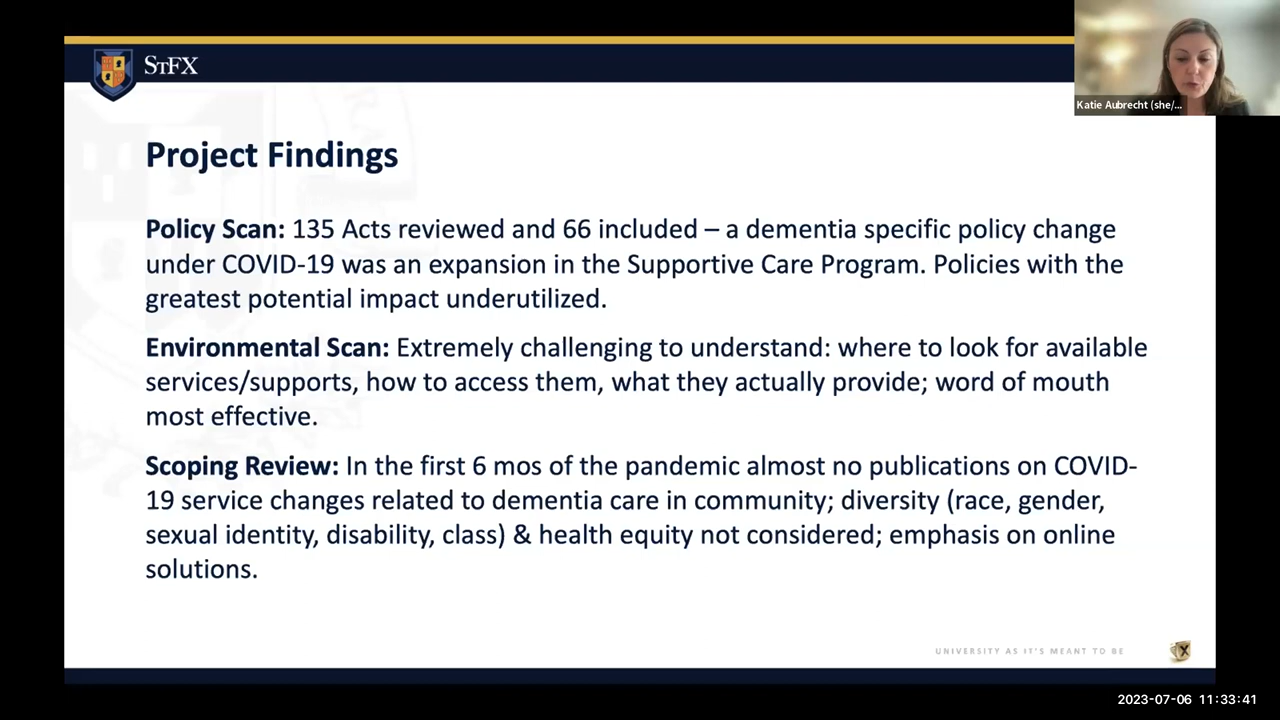 STFX
Katie Aubrecht (she/...
Project Findings
Policy Scan: 135 Acts reviewed and 66 included – a dementia specific policy change
under COVID-19 was an expansion in the Supportive Care Program. Policies with the
greatest potential impact underutilized.
Environmental Scan: Extremely challenging to understand: where to look for available
services/supports, how to access them, what they actually provide; word of mouth
most effective.
Scoping Review: In the first 6 mos of the pandemic almost no publications on COVID-
19 service changes related to dementia care in community; diversity (race, gender,
sexual identity, disability, class) & health equity not considered; emphasis on online
solutions.
UNIVERSITY AS IT'S MEANT TO BE
X
2023-07-06 11:33:41